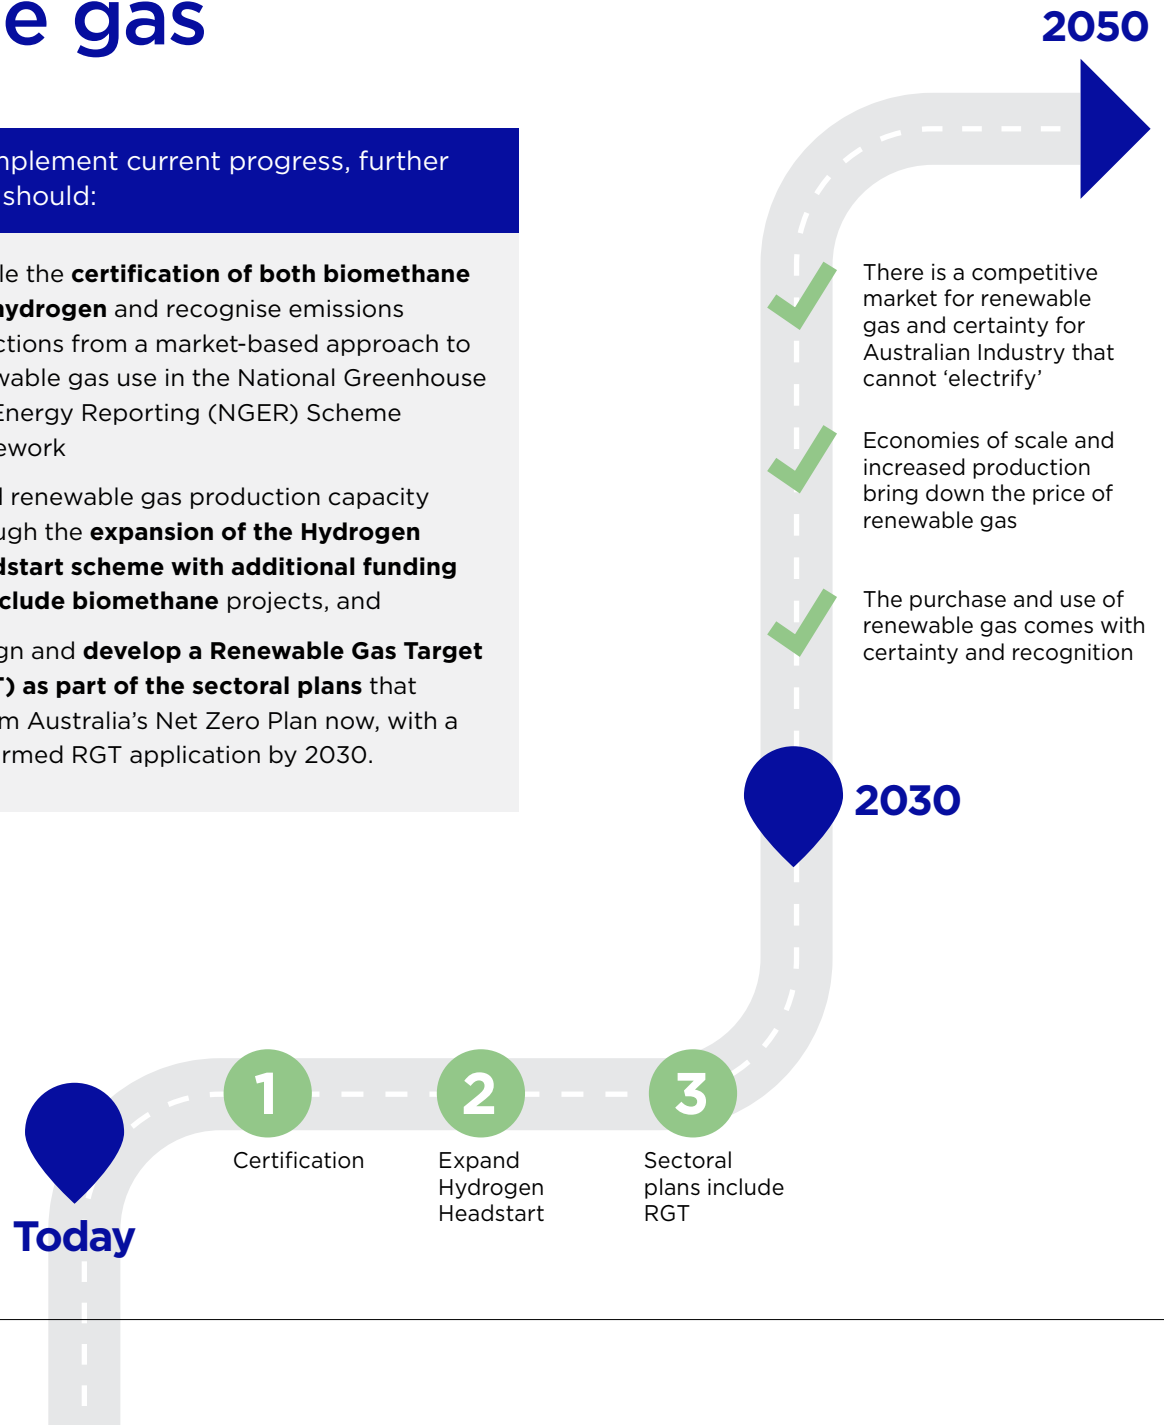 e gas
2050
mplement current progress, further
should:
le the certification of both biomethane
hydrogen and recognise emissions
ctions from a market-based approach to
wable gas use in the National Greenhouse
Energy Reporting (NGER) Scheme
ework
d renewable gas production capacity
ugh the expansion of the Hydrogen
dstart scheme with additional funding
clude biomethane projects, and
gn and develop a Renewable Gas Target
T) as part of the sectoral plans that
m Australia's Net Zero Plan now, with a
rmed RGT application by 2030.
There is a competitive
market for renewable
gas and certainty for
Australian Industry that
cannot ‘electrify’
Economies of scale and
increased production
bring down the price of
renewable gas
The purchase and use of
renewable gas comes with
certainty and recognition
2030
1
2
3
Certification
Expand
Hydrogen
Headstart
Sectoral
plans include
RGT
Today